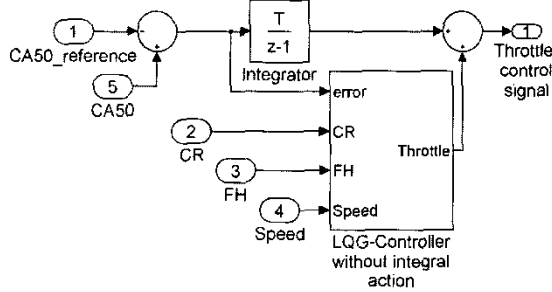 1
CA50_reference
5
CA50
T
z-1
Integrator
1
Throttle
control
signal
error
2
CR
CR
Throttle
3
FH
FH
4
Speed
Speed
LQG-Controller
without integral
action